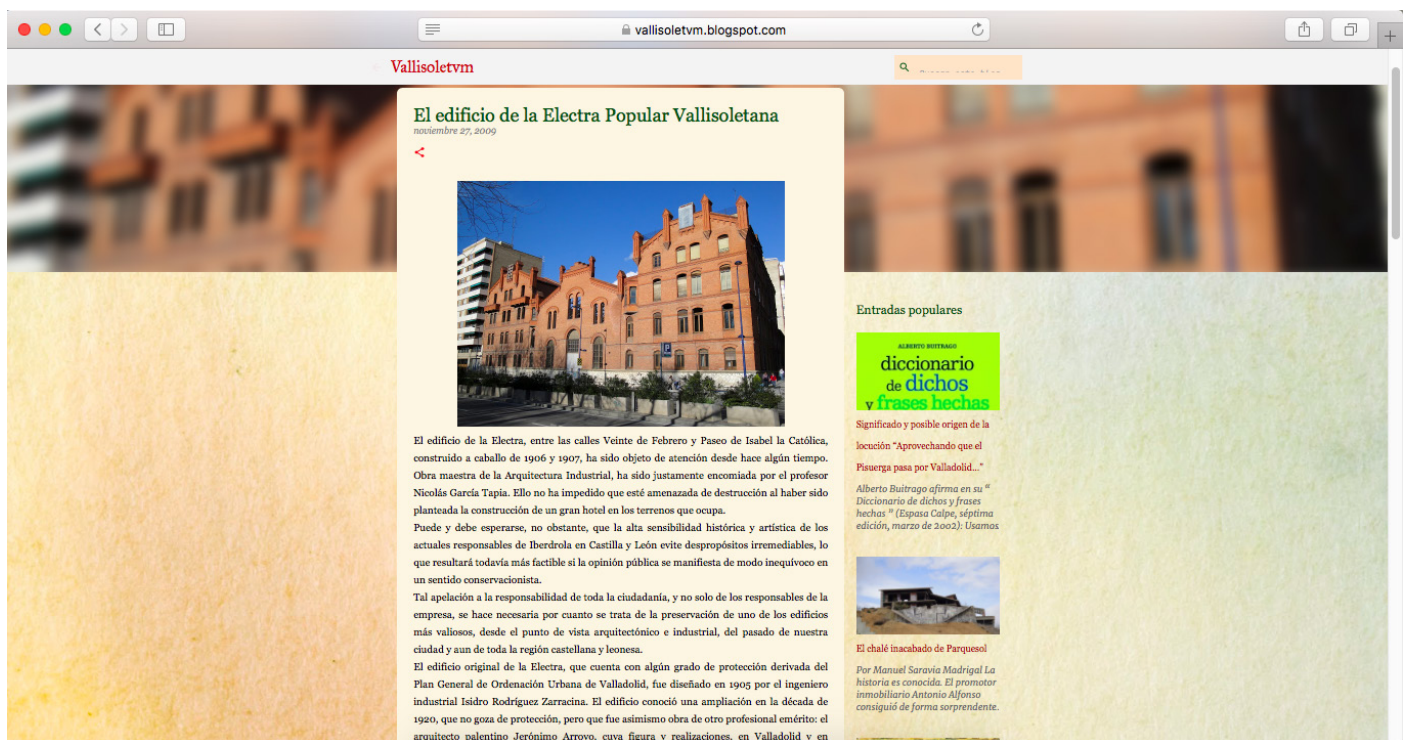 vallisoletvm.blogspot.com
Vallisoletvm
El edificio de la Electra Popular Vallisoletana
noviembre 27, 2009
El edificio de la Electra, entre las calles Veinte de Febrero y Paseo de Isabel la Católica,
construido a caballo de 1906 y 1907, ha sido objeto de atención desde hace algún tiempo.
Obra maestra de la Arquitectura Industrial, ha sido justamente encomiada por el profesor
Nicolás García Tapia. Ello no ha impedido que esté amenazada de destrucción al haber sido
planteada la construcción de un gran hotel en los terrenos que ocupa.
Puede y debe esperarse, no obstante, que la alta sensibilidad histórica y artística de los
actuales responsables de Iberdrola en Castilla y León evite despropósitos irremediables, lo
que resultará todavía más factible si la opinión pública se manifiesta de modo inequívoco en
un sentido conservacionista.
Tal apelación a la responsabilidad de toda la ciudadanía, y no solo de los responsables de la
empresa, se hace necesaria por cuanto se trata de la preservación de uno de los edificios
más valiosos, desde el punto de vista arquitectónico e industrial, del pasado de nuestra
ciudad y aun de toda la región castellana y leonesa.
El edificio original de la Electra, que cuenta con algún grado de protección derivada del
Plan General de Ordenación Urbana de Valladolid, fue diseñado en 1905 por el ingeniero
industrial Isidro Rodríguez Zarracina. El edificio conoció una ampliación en la década de
1920, que no goza de protección, pero que fue asimismo obra de otro profesional emérito: el
arquitecto palentino Jerónimo Arroyo, cuya figura y realizaciones, en Valladolid y en
Entradas populares
ALBERTO BUITRAGO
diccionario
de dichos
y frases hechas
Significado y posible origen de la
locución "Aprovechando que el
Pisuerga pasa por Valladolid..."
Alberto Buitrago afirma en su “
Diccionario de dichos y frases
hechas ” (Espasa Calpe, séptima
edición, marzo de 2002): Usamos
El chalé inacabado de Parquesol
Por Manuel Saravia Madrigal La
historia es conocida. El promotor
inmobiliario Antonio Alfonso
consiguió de forma sorprendente.